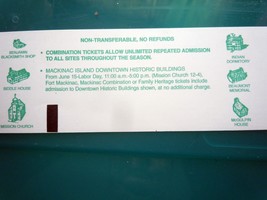 NON-TRANSFERABLE, NO REFUNDS
• COMBINATION TICKETS ALLOW UNLIMITED REPEATED ADMISSION
TO ALL SITES THROUGHOUT THE SEASON.
• MACKINAC ISLAND DOWNTOWN HISTORIC BUILDINGS
From June 10-Labor Day, 11:00 a.m.-6:00 p.m. (Mission Church 12-4),
Fort Mackinac, Mackinac Combination or Family Heritage tickets include
admission to Downtown Historic Buildings shown, at no additional charge.
BENJAMIN
BLACKSMITH SHOP
BIDDLE HOUSE
MISSION CHURCH
INDIAN
DORMITORY
BEAUMONT
MEMORIAL
McGULPIN
HOUSE